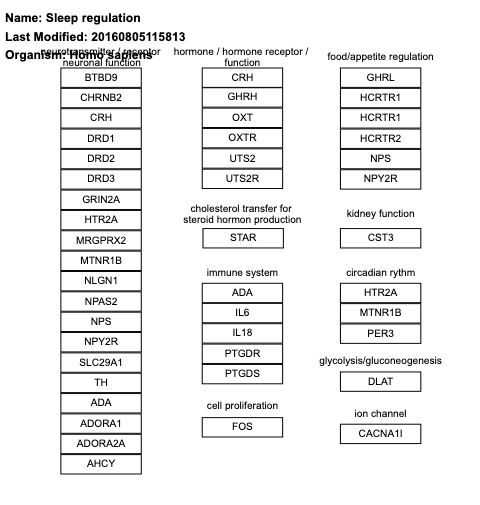 Name: Sleep regulation
Last Modified: 20160805115813
Organism: Homo sapiens
neurotransmitter / receptor
neuronal function
BTBD9
CHRNB2
CRH
DRD1
DRD2
DRD3
GRIN2A
HTR2A
MRGPRX2
MTNR1B
NLGN1
NPAS2
NPS
NPY2R
SLC29A1
TH
ADA
ADORA1
ADORA2A
AHCY
hormone / hormone receptor /
function
CRH
GHRH
OXT
OXTR
UTS2
UTS2R
cholesterol transfer for
steroid hormon production
STAR
immune system
ADA
IL6
IL18
PTGDR
PTGDS
cell proliferation
FOS
food/appetite regulation
GHRL
HCRTR1
HCRTR1
HCRTR2
NPS
NPY2R
kidney function
CST3
circadian rythm
HTR2A
MTNR1B
PER3
glycolysis/gluconeogenesis
DLAT
ion channel
CACNA1I